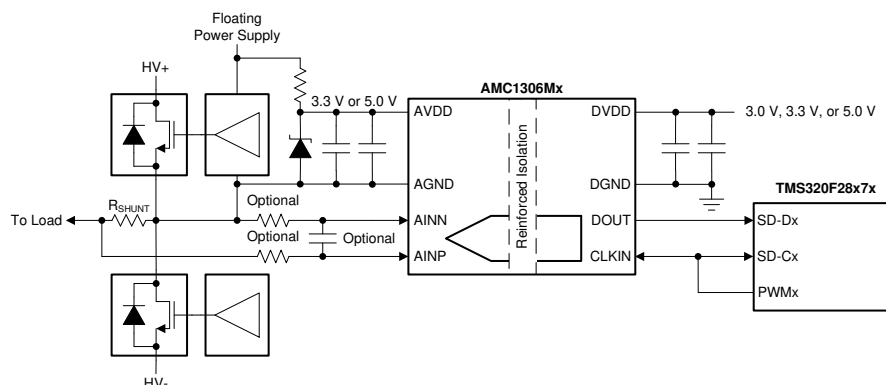 Floating
Power Supply
HV+
3.3 V or 5.0 V
AMC1306Mx
AVDD
DVDD
3.0 V, 3.3 V, or 5.0 V
Reinforced Isolation
AGND
DGND
TMS320F28x7x
To Load
RSHUNT
Optional
AINN
DOUT
SD-Dx
Optional
Optional
AINP
CLKIN
SD-Cx
PWMx
HV-